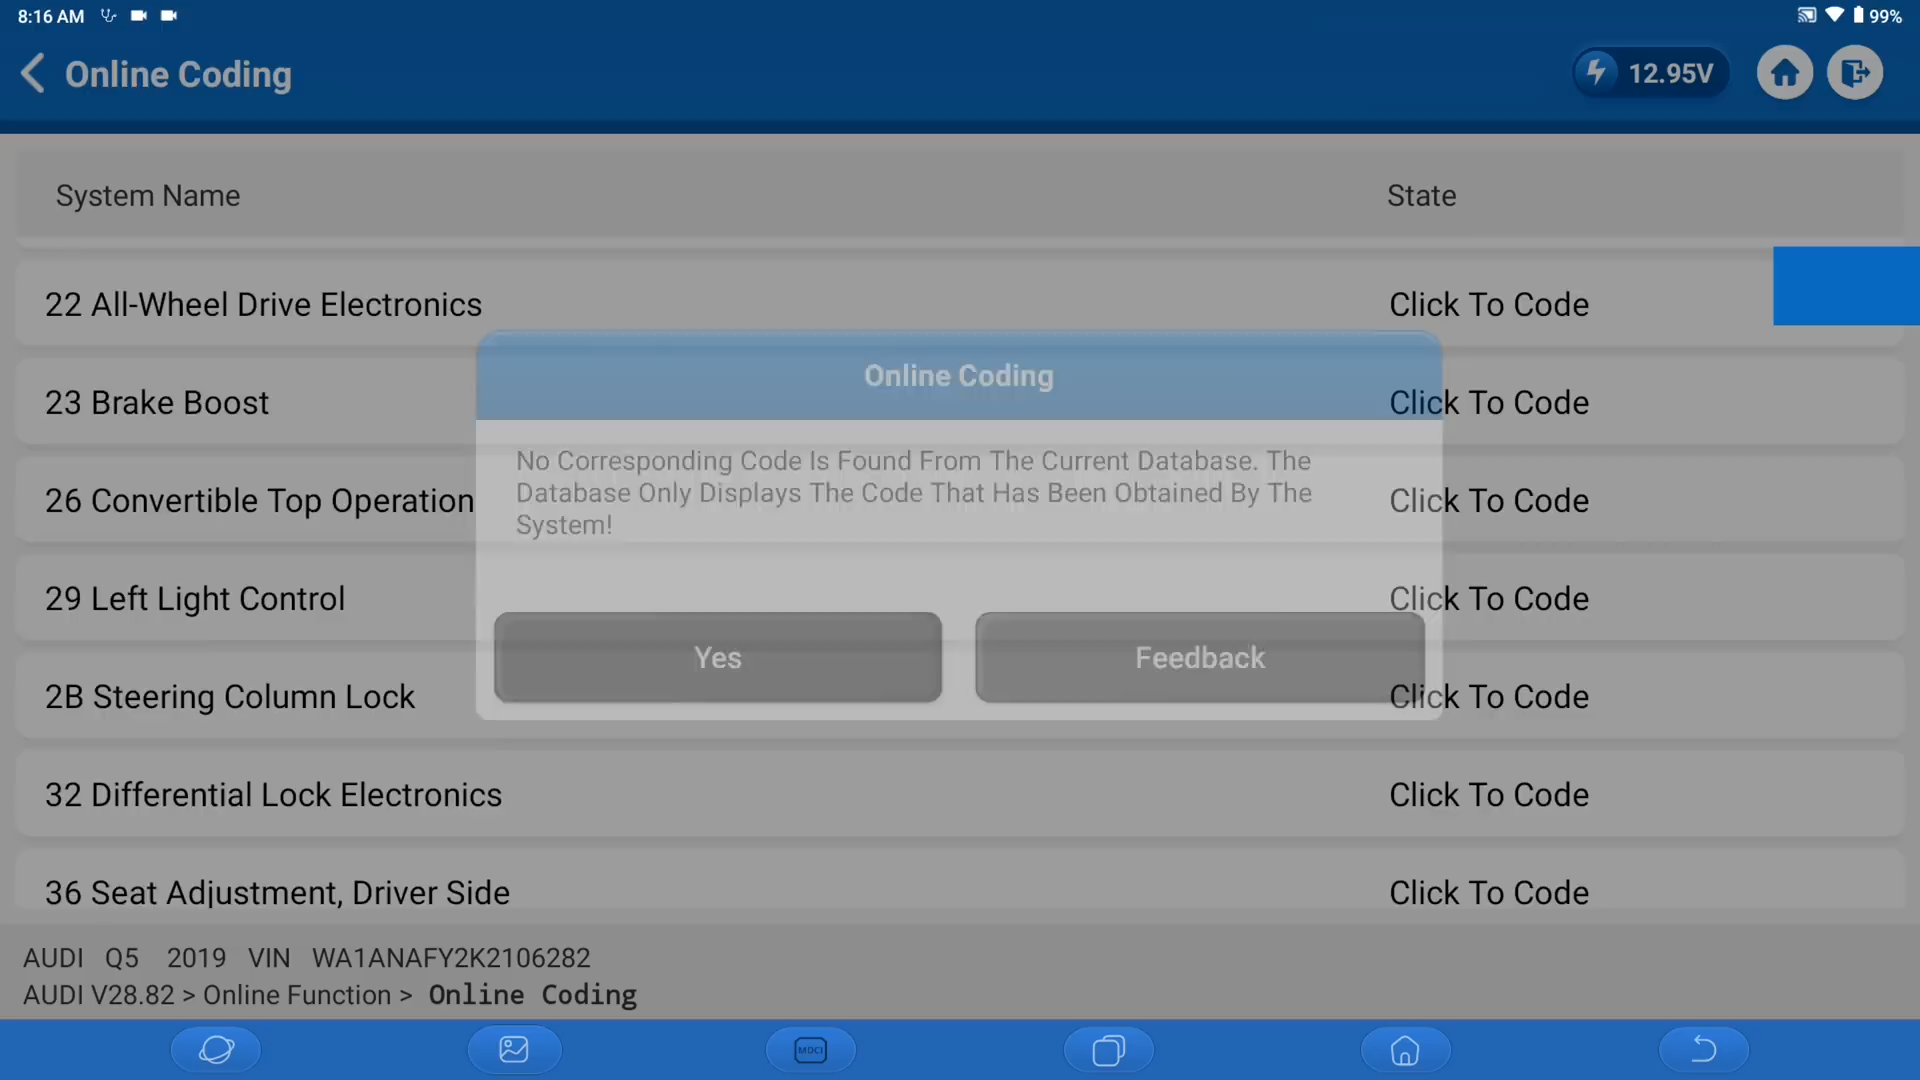 8:16 AM
99%
Online Coding
12.95V
System Name
State
22 All-Wheel Drive Electronics
Click To Code
Online Coding
23 Brake Boost
Click To Code
No Corresponding Code Is Found From The Current Database. The
Database Only Displays The Code That Has Been Obtained By The
System!
26 Convertible Top Operation
Click To Code
29 Left Light Control
Click To Code
Yes
Feedback
2B Steering Column Lock
Click To Code
32 Differential Lock Electronics
Click To Code
36 Seat Adjustment, Driver Side
Click To Code
AUDI Q5 2019 VIN WA1ANAFY2K2106282
AUDI V28.82 > Online Function > Online Coding
MDCI